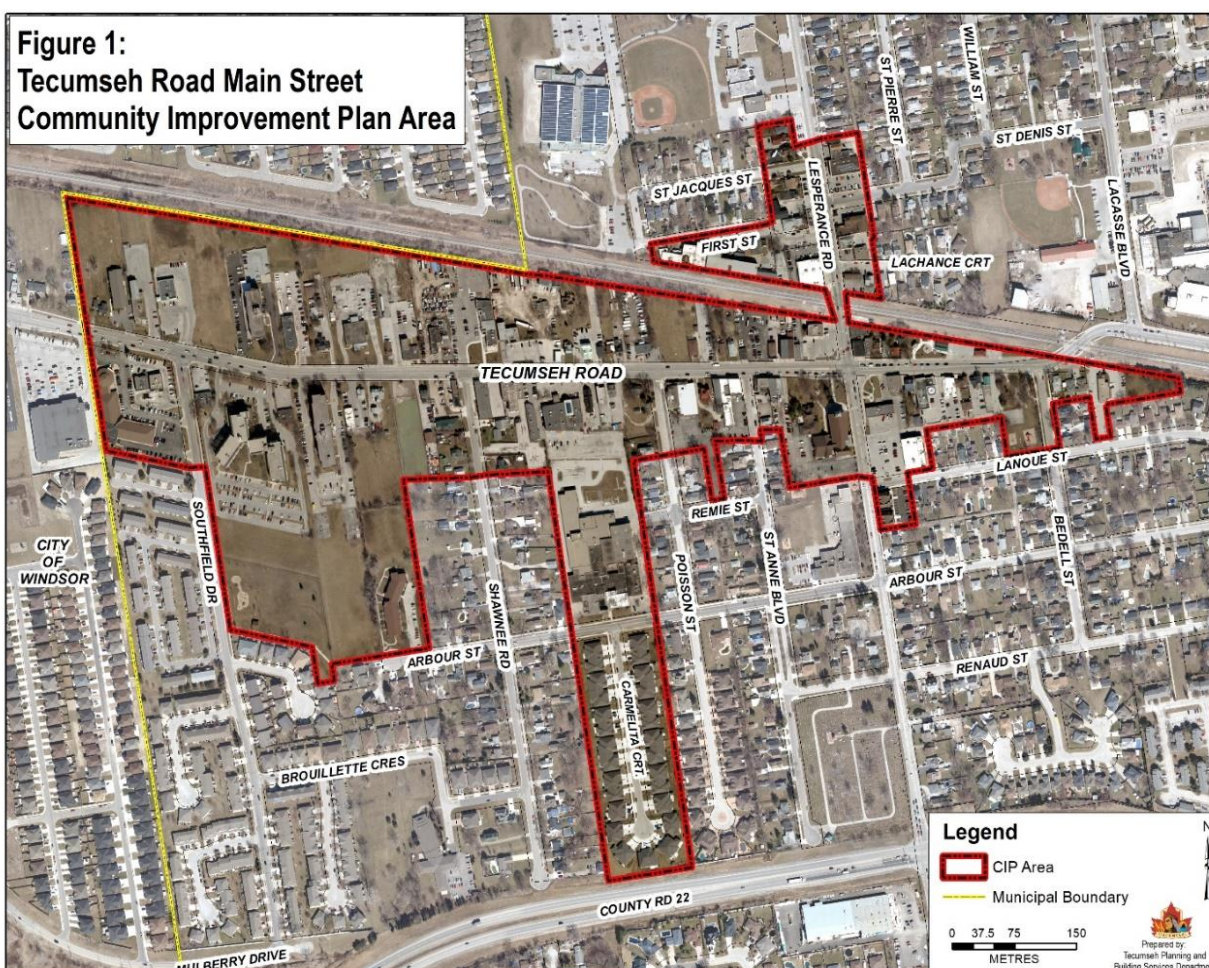 Figure 1:
Tecumseh Road Main Street
Community Improvement Plan Area
WILLIAM ST
ST PIERRE ST
ST DENIS ST
ST JACQUES ST
LESPERANCE RD
LACASSE BLVD
FIRST ST
LACHANCE CRT
TECUMSEH ROAD
LANOUE ST
SOUTHFIELD DR
REMIE ST
CITY
OF
WINDSOR
SHAWNEE RD
POISSON ST
ST ANNE BLVD
ARBOUR ST
BEDELL ST
ARBOUR ST
RENAUD ST
CARMELITA CRT.
BROUILLETTE CRES
COUNTY RD 22
MULBERRY DRIVE
Legend
N
CIP Area
Municipal Boundary
0 37.5 75 150
METRES
Prepared by:
Tecumseh Planning and
Building Services Departm